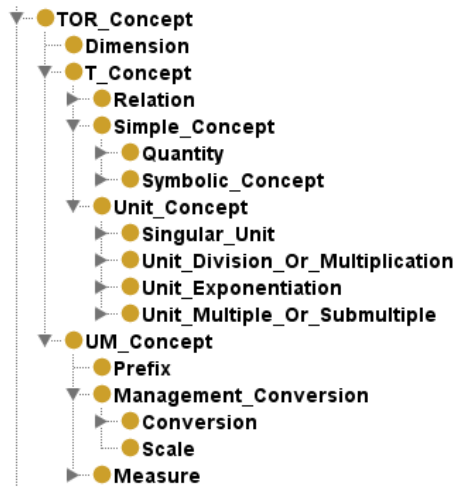 TOR_Concept
Dimension
T_Concept
Relation
Simple_Concept
Quantity
Symbolic_Concept
Unit_Concept
Singular_Unit
Unit_Division_Or_Multiplication
Unit_Exponentiation
Unit_Multiple_Or_Submultiple
UM_Concept
Prefix
Management_Conversion
Conversion
Scale
Measure